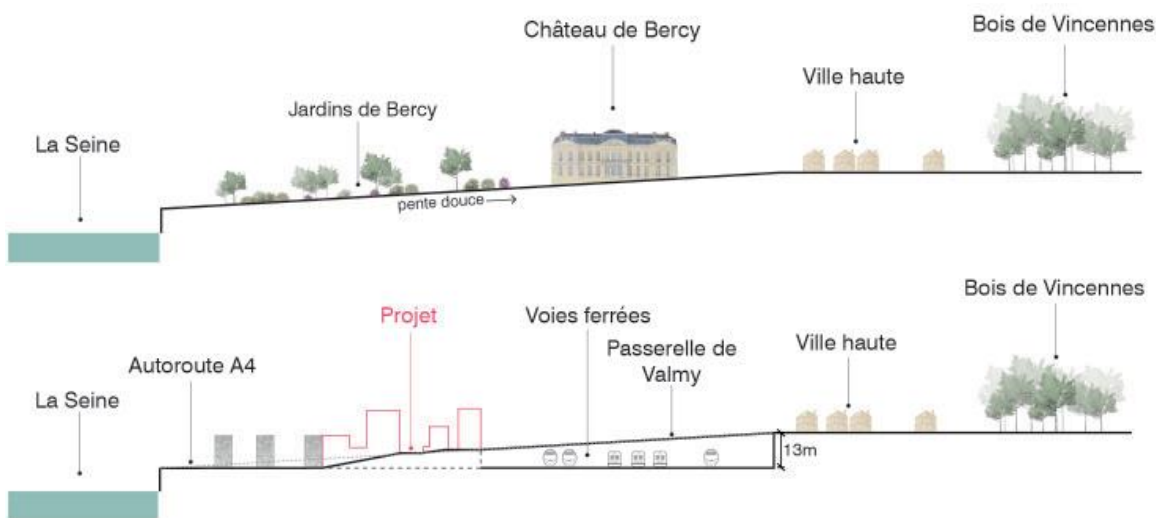 Château de Bercy
Bois de Vincennes
Ville haute
Jardins de Bercy
La Seine
pente douce
Bois de Vincennes
Projet
Voies ferrées
Passerelle de
Valmy
Ville haute
Autoroute A4
La Seine
13m